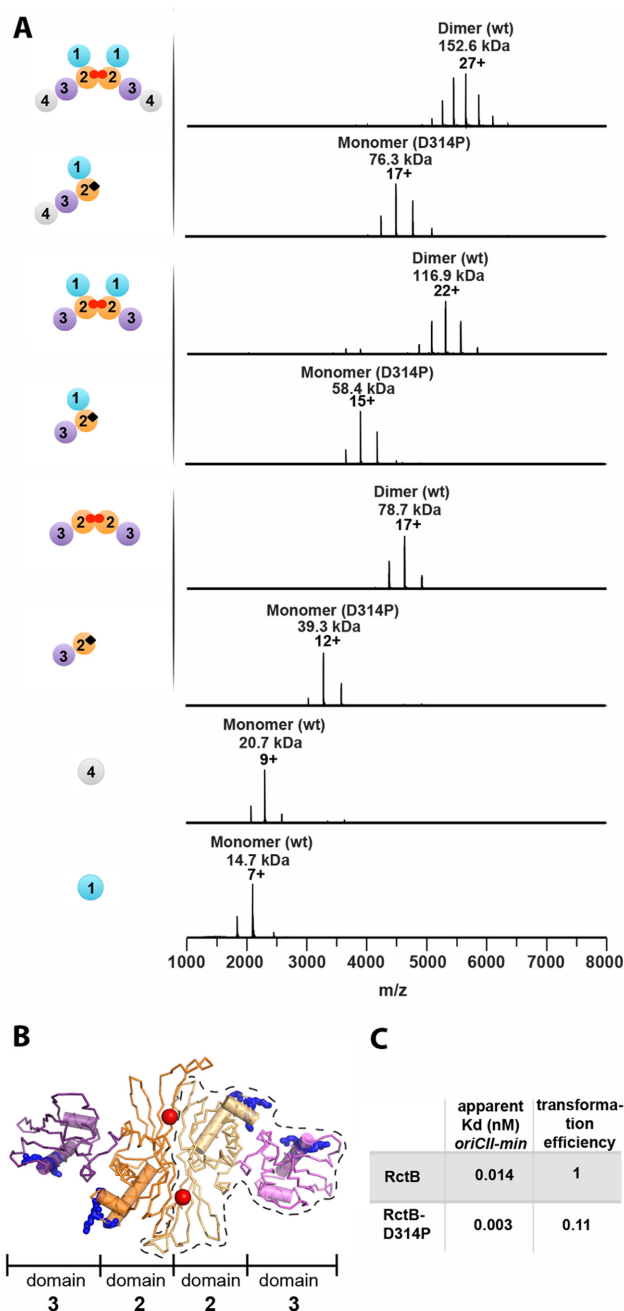 A
1 1
2 2
3 3
4 4
Dimer (wt)
152.6 kDa
27+
1
2
3
4
Monomer (D314P)
76.3 kDa
17+
1 1
2 2
3 3
Dimer (wt)
116.9 kDa
22+
1
2
3
Monomer (D314P)
58.4 kDa
15+
3 2 2 3
Dimer (wt)
78.7 kDa
17+
2
3
Monomer (D314P)
39.3 kDa
12+
4
Monomer (wt)
20.7 kDa
9+
1
Monomer (wt)
14.7 kDa
7+
1000 2000 3000 4000 5000 6000 7000 8000
m/z
B
domain domain domain domain
3 2 2 3
C
apparent transforma-
Kd (nM) tion
oriCII-min efficiency
RctB 0.014 1
RctB- 0.003 0.11
D314P